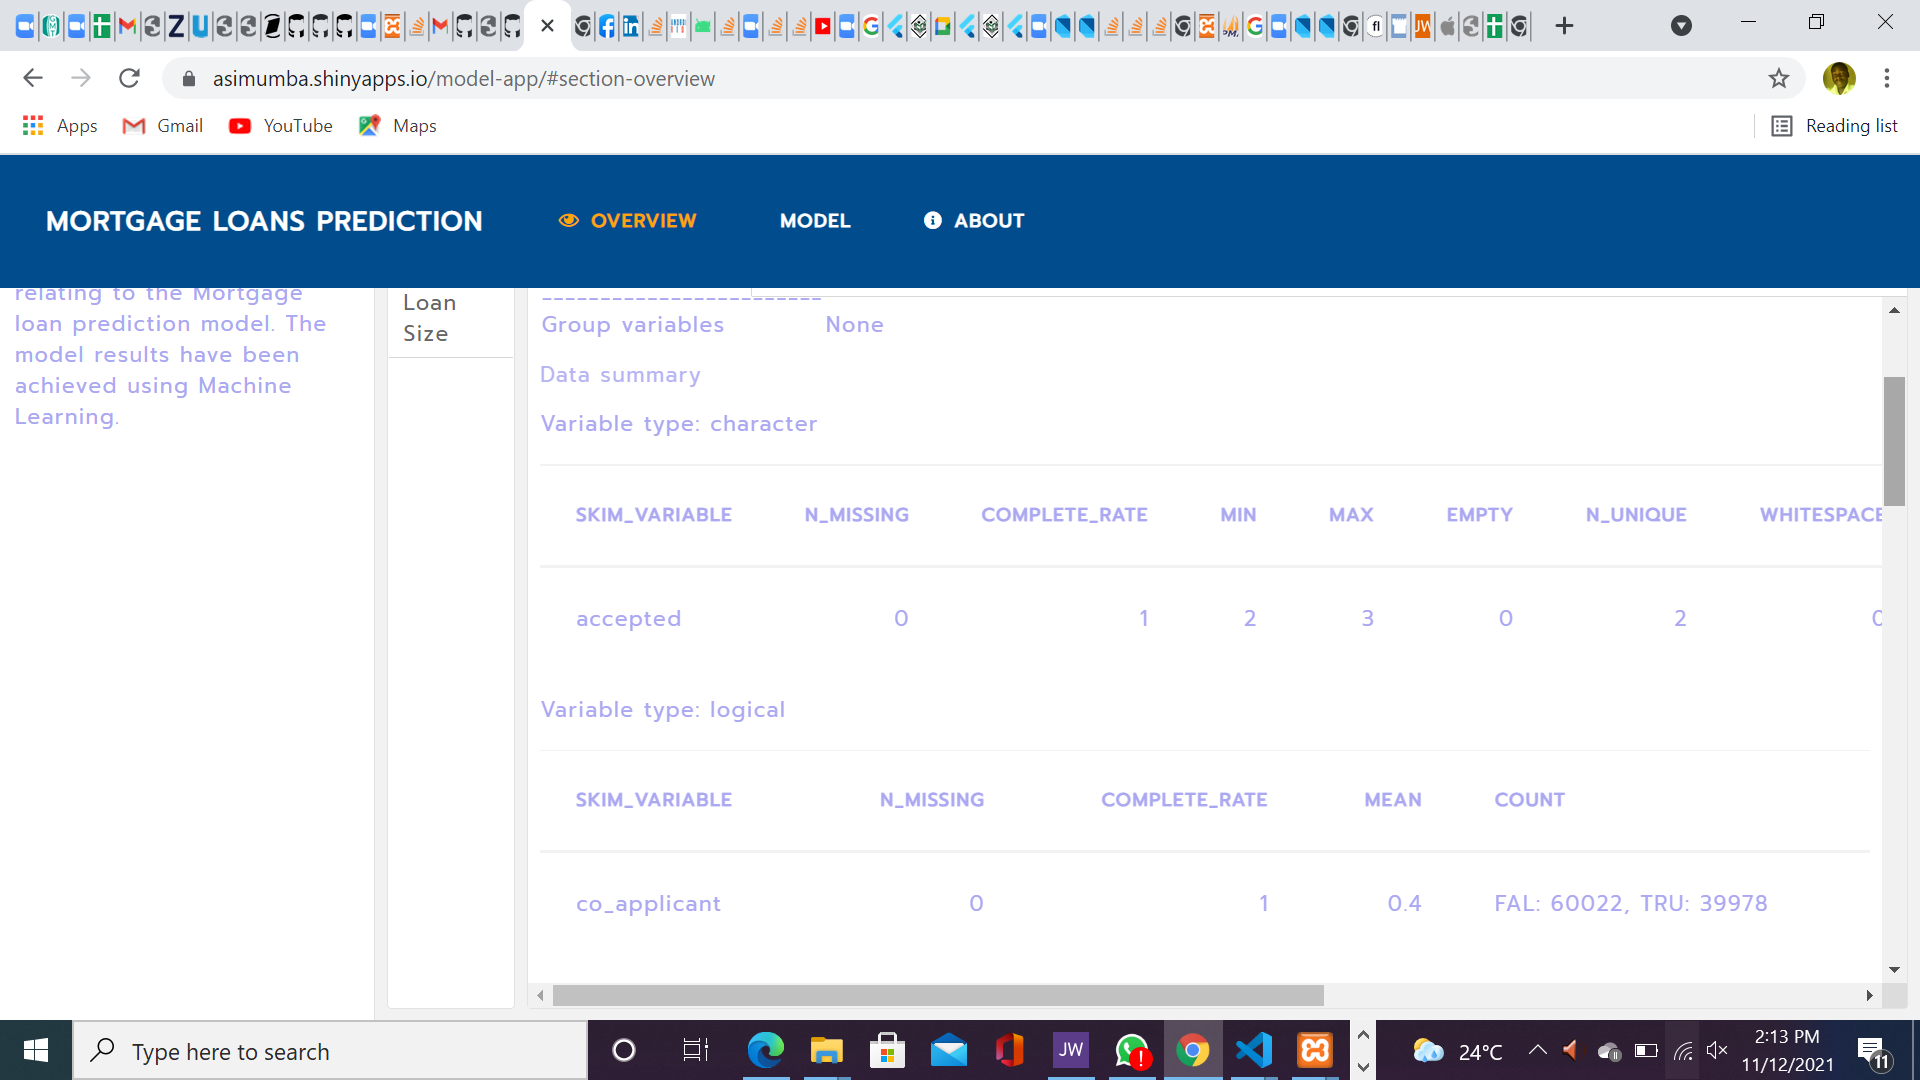 asimumba.shinyapps.io/model-app/#section-overview
Apps Gmail YouTube Maps Reading list
MORTGAGE LOANS PREDICTION OVERVIEW MODEL ABOUT
relating to the Mortgage
loan prediction model. The
model results have been
achieved using Machine
Learning.
Loan
Size
------------------------
Group variables None
Data summary
Variable type: character
SKIM_VARIABLE N_MISSING COMPLETE_RATE MIN MAX EMPTY N_UNIQUE WHITESPACE
accepted 0 1 2 3 0 2 0
Variable type: logical
SKIM_VARIABLE N_MISSING COMPLETE_RATE MEAN COUNT
co_applicant 0 1 0.4 FAL: 60022, TRU: 39978
Type here to search
JW
24°C
2:13 PM
11/12/2021
11